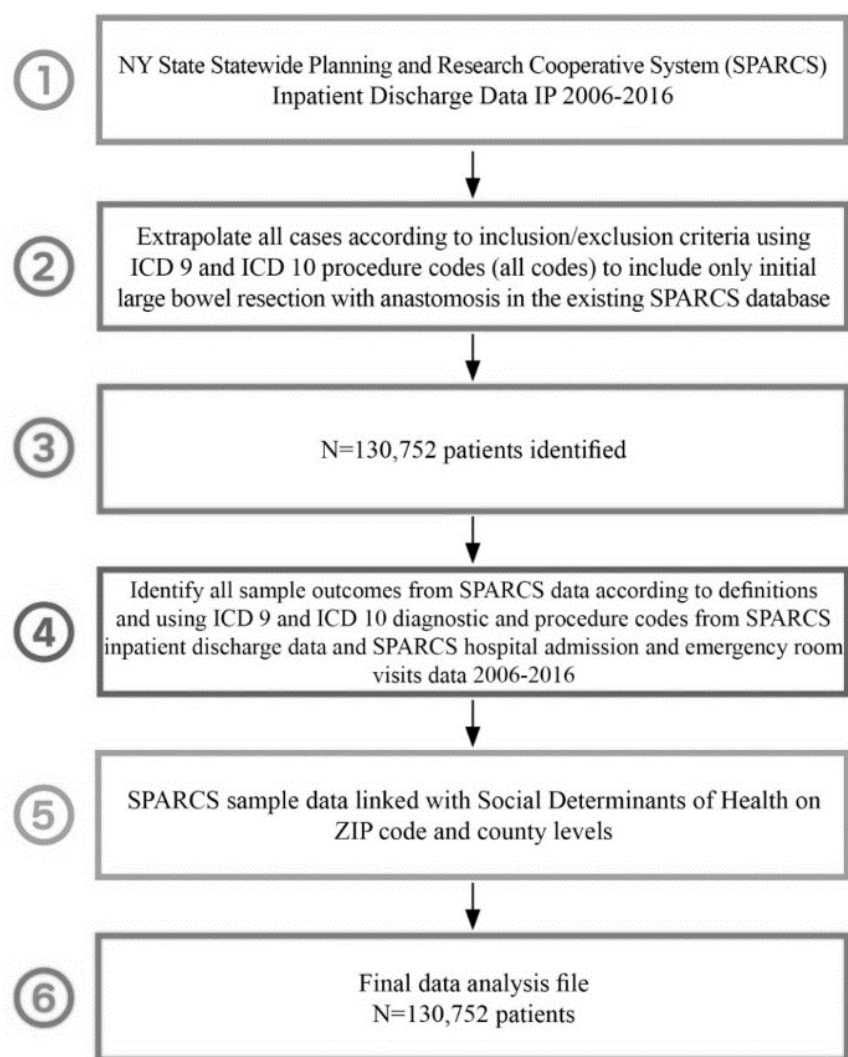 1
NY State Statewide Planning and Research Cooperative System (SPARCS)
Inpatient Discharge Data IP 2006-2016
2
Extrapolate all cases according to inclusion/exclusion criteria using
ICD 9 and ICD 10 procedure codes (all codes) to include only initial
large bowel resection with anastomosis in the existing SPARCS database
3
N=130,752 patients identified
4
Identify all sample outcomes from SPARCS data according to definitions
and using ICD 9 and ICD 10 diagnostic and procedure codes from SPARCS
inpatient discharge data and SPARCS hospital admission and emergency room
visits data 2006-2016
5
SPARCS sample data linked with Social Determinants of Health on
ZIP code and county levels
6
Final data analysis file
N=130,752 patients